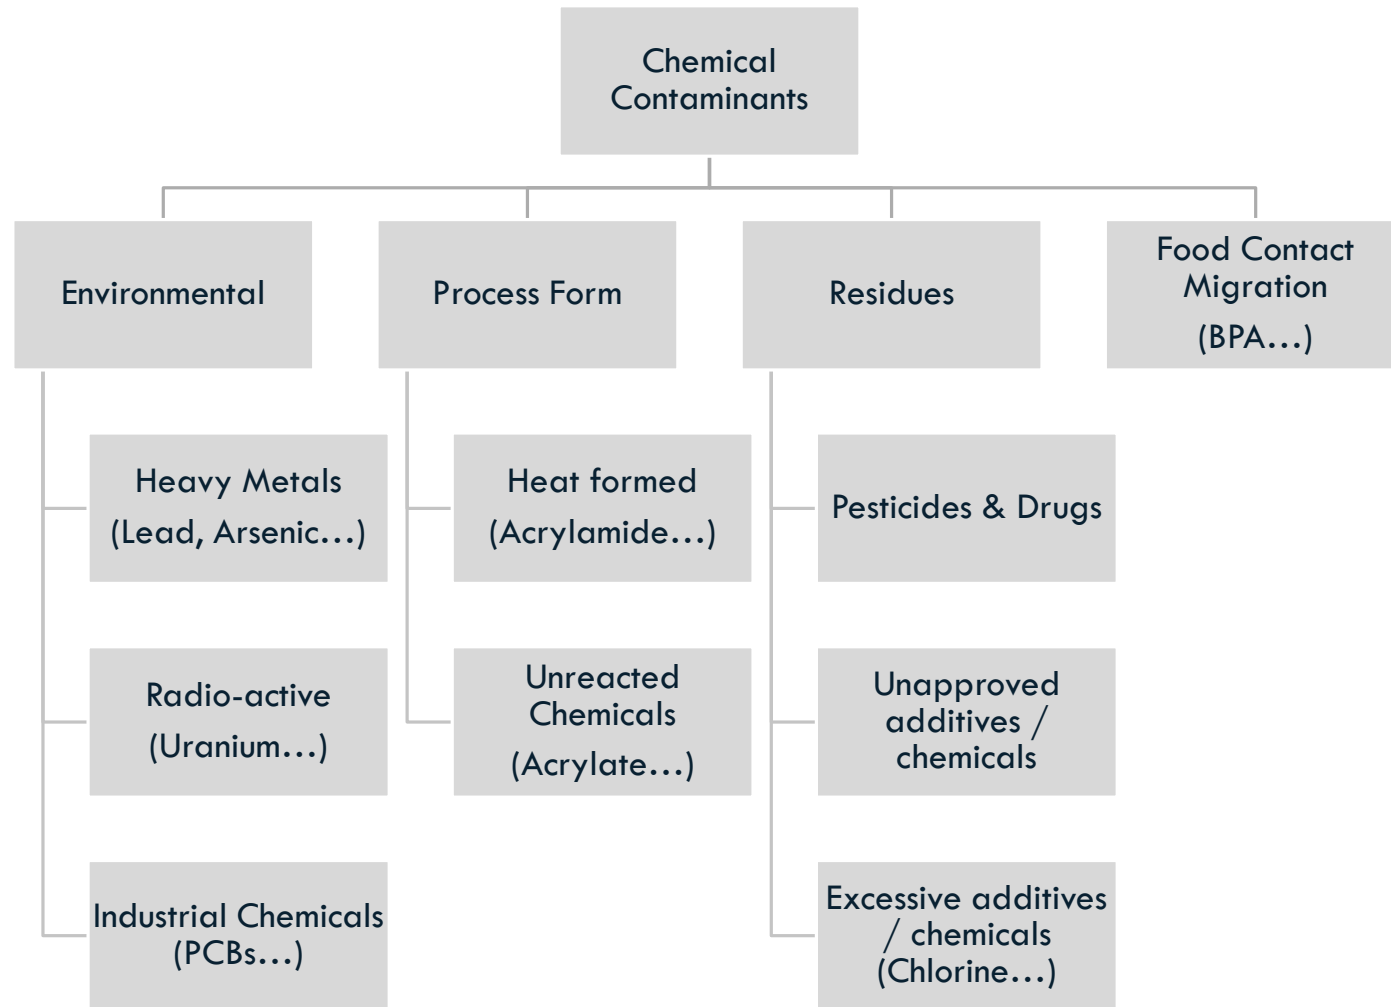 Chemical
Contaminants
Environmental
Process Form
Residues
Food Contact
Migration
(BPA…)
Heavy Metals
(Lead, Arsenic…)
Heat formed
(Acrylamide…)
Pesticides & Drugs
Radio-active
(Uranium…)
Unreacted
Chemicals
(Acrylate…)
Unapproved
additives /
chemicals
Industrial Chemicals
(PCBs…)
Excessive additives
/ chemicals
(Chlorine…)